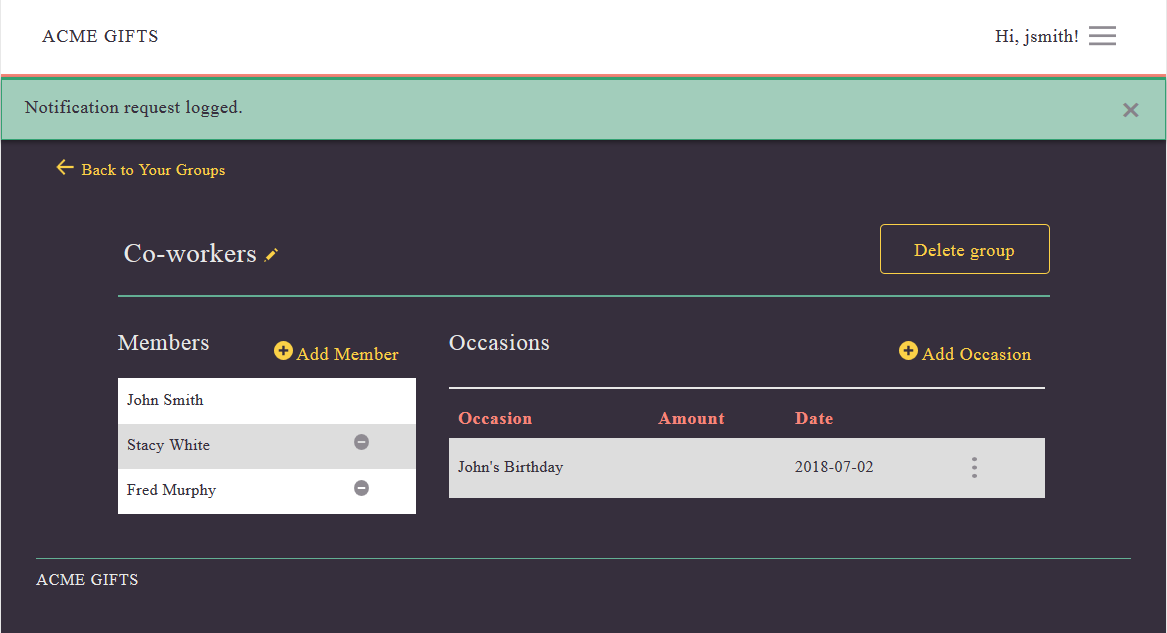 ACME GIFTS
Hi, jsmith!
Notification request logged.
Back to Your Groups
Co-workers
Delete group
Members
Add Member
John Smith
Stacy White
Fred Murphy
Occasions
Add Occasion
Occasion Amount Date
John's Birthday 2018-07-02
ACME GIFTS